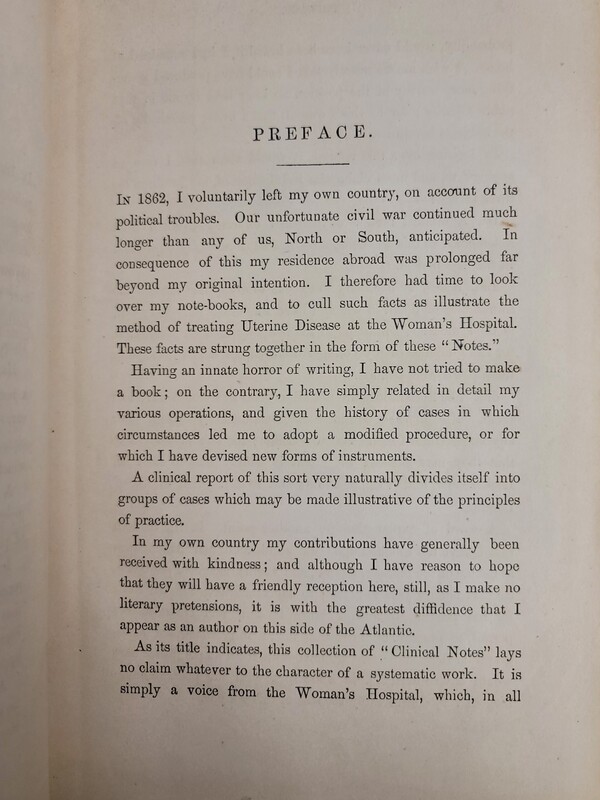 PREFACE.
IN 1862, I voluntarily left my own country, on account of its
political troubles. Our unfortunate civil war continued much
longer than any of us, North or South, anticipated. In
consequence of this my residence abroad was prolonged far
beyond my original intention. I therefore had time to look
over my note-books, and to cull such facts as illustrate the
method of treating Uterine Disease at the Woman's Hospital.
These facts are strung together in the form of these “Notes.”
Having an innate horror of writing, I have not tried to make
a book; on the contrary, I have simply related in detail my
various operations, and given the history of cases in which
circumstances led me to adopt a modified procedure, or for
which I have devised new forms of instruments.
A clinical report of this sort very naturally divides itself into
groups of cases which may be made illustrative of the principles
of practice.
In my own country my contributions have generally been
received with kindness; and although I have reason to hope
that they will have a friendly reception here, still, as I make no
literary pretensions, it is with the greatest diffidence that I
appear as an author on this side of the Atlantic.
As its title indicates, this collection of “Clinical Notes” lays
no claim whatever to the character of a systematic work. It is
simply a voice from the Woman's Hospital, which, in all